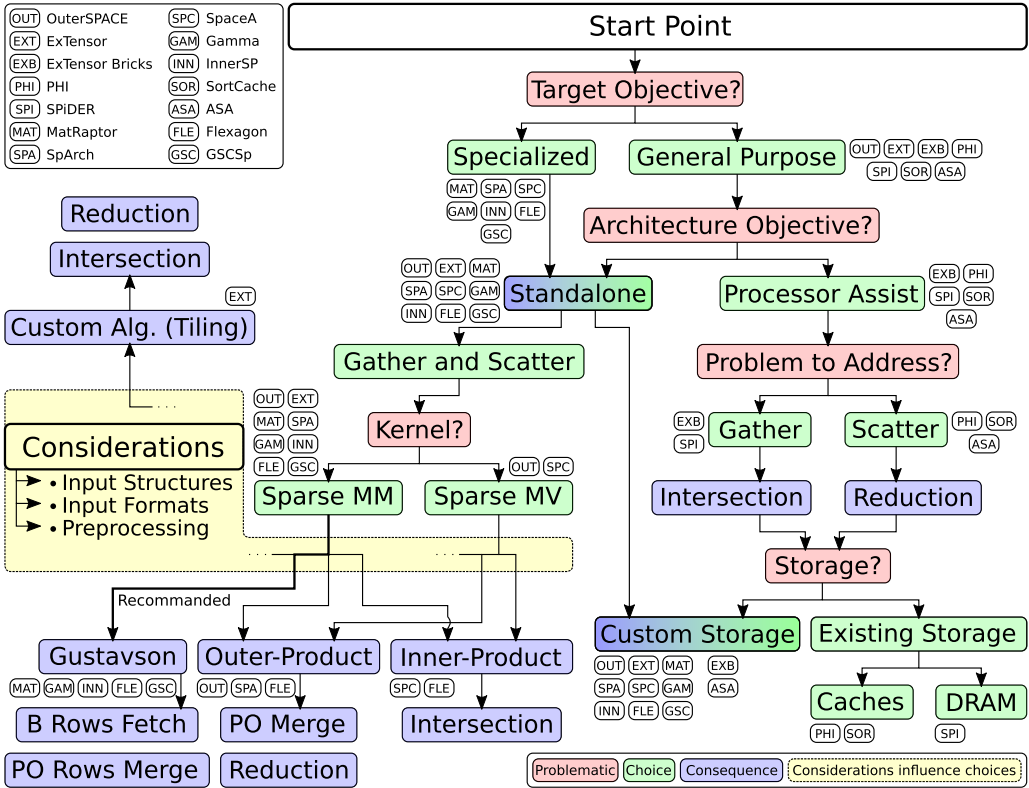 OUT OuterSPACE SPC SpaceA
EXT ExTensor GAM Gamma
EXB ExTensor Bricks INN InnerSP
PHI PHI SOR SortCache
SPI SPiDER ASA ASA
MAT MatRaptor FLE Flexagon
SPA SpArch GSC GSCSp
Start Point
Target Objective?
Specialized
MAT SPA SPC
GAM INN FLE
GSC
General Purpose
OUT EXT EXB PHI
SPI SOR ASA
Architecture Objective?
OUT EXT MAT
SPA SPC GAM
INN FLE GSC
Standalone
Processor Assist
EXB PHI
SPI SOR
ASA
Reduction
Intersection
EXT
Custom Alg. (Tiling)
Gather and Scatter
Problem to Address?
Kernel?
EXB
SPI
Gather
Scatter
PHI SOR
ASA
OUT EXT
MAT SPA
GAM INN
FLE GSC
OUT SPC
Sparse MM
Sparse MV
Intersection
Reduction
. . .
Considerations
• Input Structures
• Input Formats
• Preprocessing
. . .
. . .
Storage?
Recommanded
Custom Storage
Existing Storage
OUT EXT MAT EXB
SPA SPC GAM ASA
INN FLE GSC
Caches
DRAM
PHI SOR
SPI
Gustavson
Outer-Product
Inner-Product
MAT GAM INN FLE GSC
OUT SPA FLE
SPC FLE
B Rows Fetch
PO Merge
Intersection
PO Rows Merge
Reduction
Problematic Choice Consequence Considerations influence choices